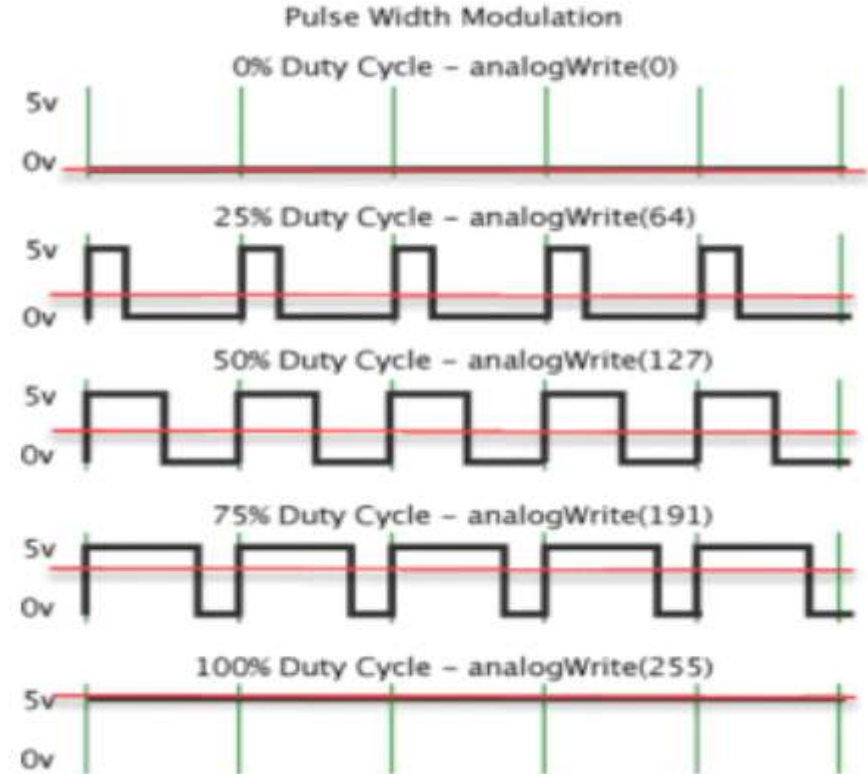 Pulse Width Modulation
0% Duty Cycle – analogWrite(0)
5v
0v
25% Duty Cycle – analogWrite(64)
5v
0v
50% Duty Cycle – analogWrite(127)
5v
0v
75% Duty Cycle – analogWrite(191)
5v
0v
100% Duty Cycle – analogWrite(255)
5v
0v